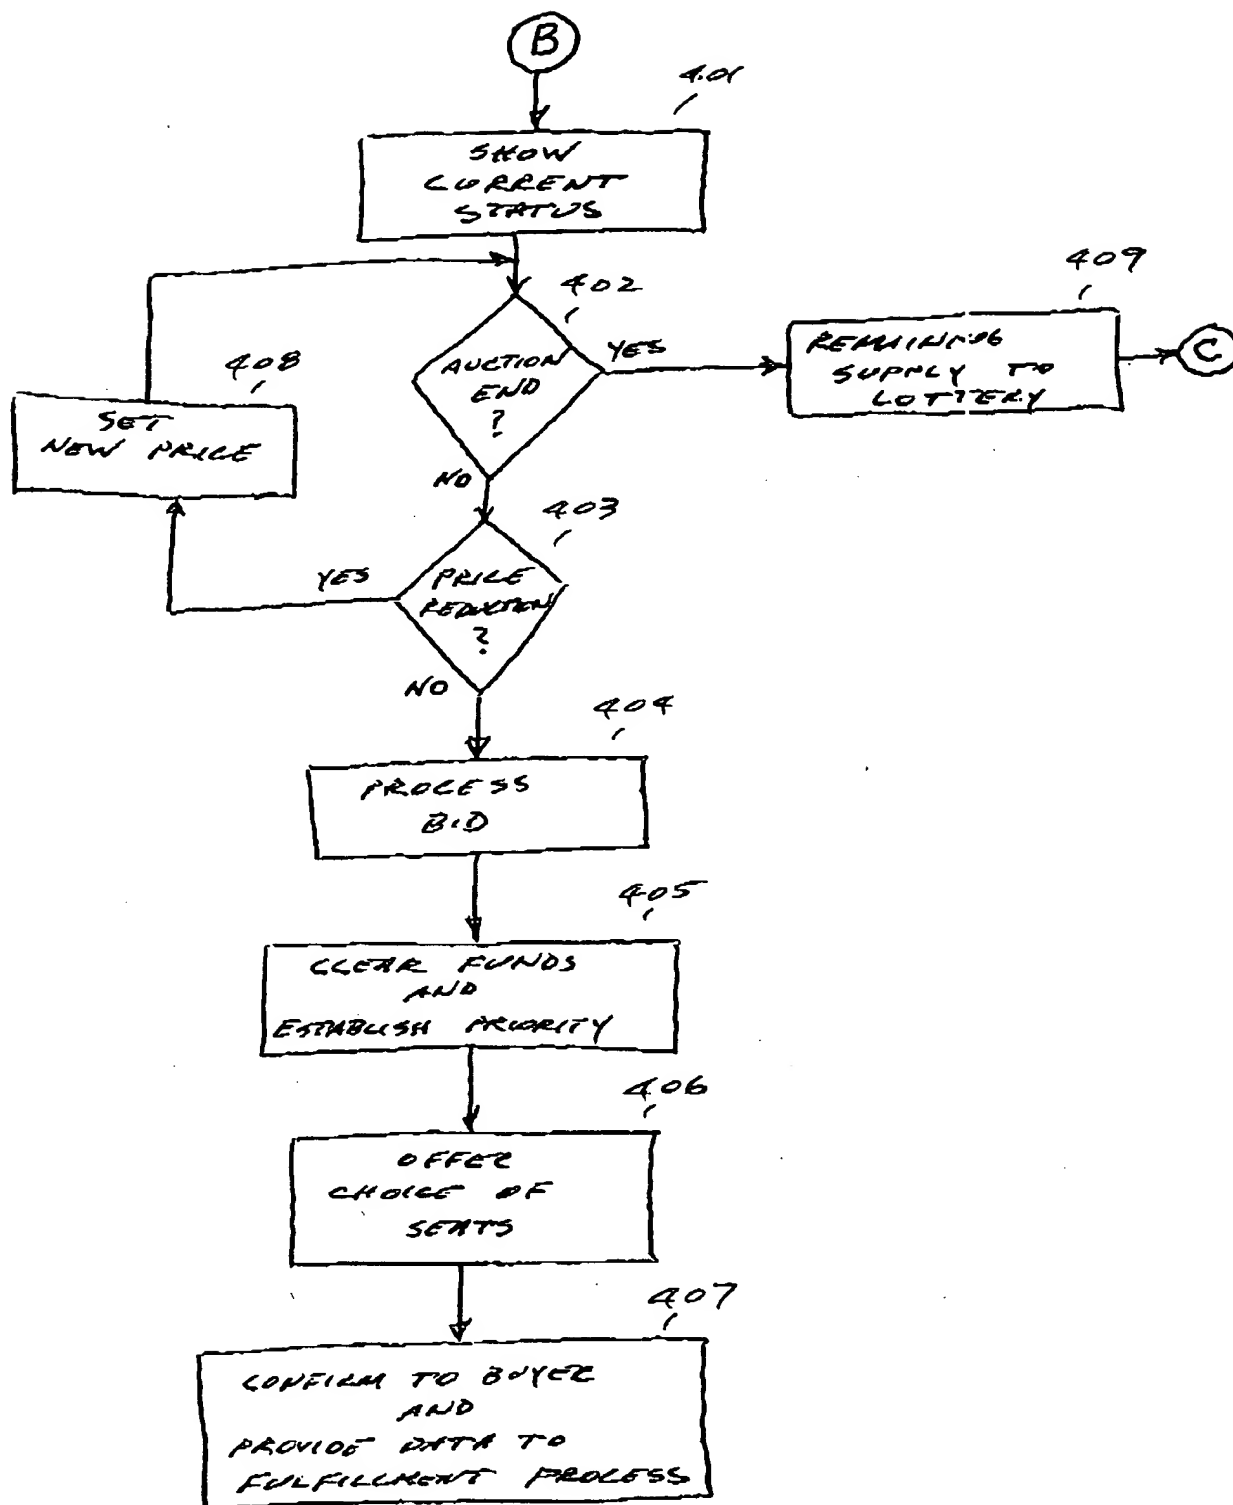 B
401
SHOW
CURRENT
STATUS
402
AUCTION
END
?
YES
409
REMAINING
SUPPLY TO
LOTTERY
C
408
SET
NEW PRICE
NO
403
YES
PRICE
REDUCTION
?
NO
404
PROCESS
BID
405
CLEAR FUNDS
AND
ESTABLISH PRIORITY
406
OFFER
CHOICE OF
SEATS
407
CONFIRM TO BUYER
AND
PROVIDE DATA TO
FULFILLMENT PROCESS